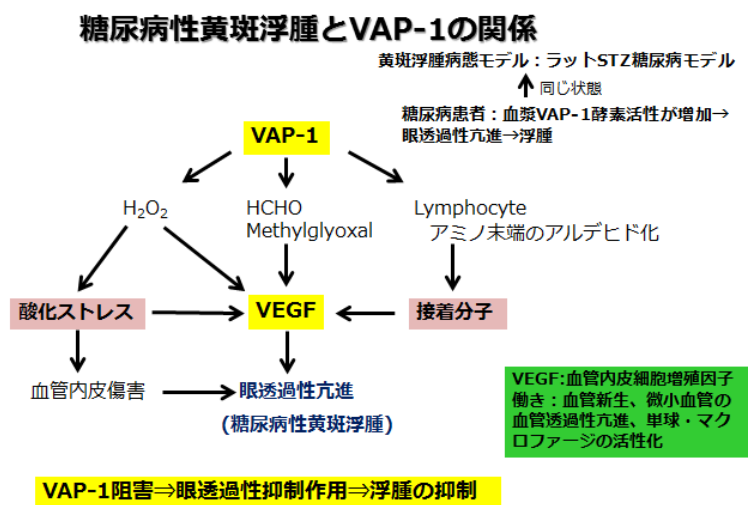 糖尿病性黄斑浮腫とVAP-1の関係
黄斑浮腫病態モデル：ラットSTZ糖尿病モデル
同じ状態
糖尿病患者：血漿VAP-1酵素活性が増加→
眼透過性亢進→浮腫
VAP-1
H₂O₂
HCHO
Methylglyoxal
Lymphocyte
アミノ末端のアルデヒド化
酸化ストレス
VEGF
接着分子
血管内皮傷害
眼透過性亢進
(糖尿病性黄斑浮腫)
VEGF:血管内皮細胞増殖因子
働き：血管新生、微小血管の
血管透過性亢進、単球・マク
ロファージの活性化
VAP-1阻害⇒眼透過性抑制作用⇒浮腫の抑制